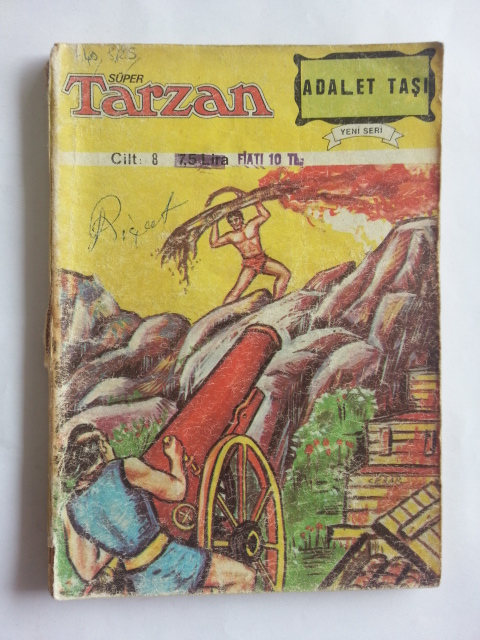 SÜPER
Tarzan
ADALET TAŞI
YENİ SERİ
Cilt: 8 7,5 Lira FİATI 10 TL.